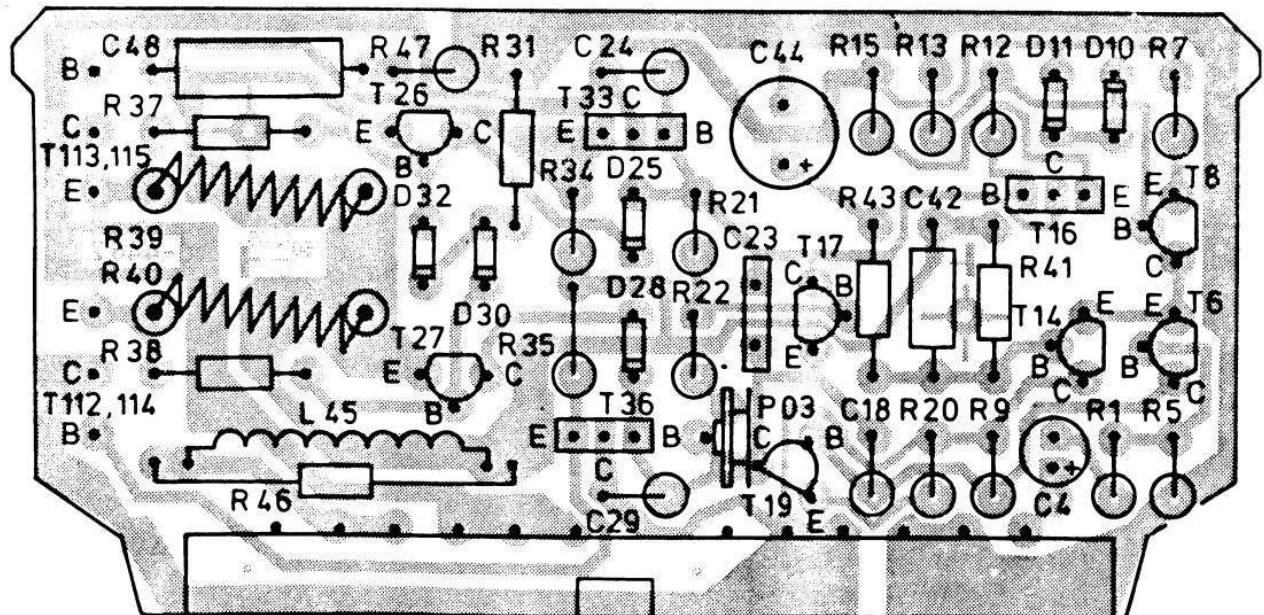 C48 R47 R31 C24 C44 R15 R13 R12 D11 D10 R7
B T26 T33 C
R37
C E C E B
T113,115 B R34 D25 + C
E D32 B E E T8
R21 R43 C42 T16 B
R39 C23 T17
R40 D28 R22 C B R41 C
E T27 D30 R35 T14 E E T6
R38 E
C E C B B
T112,114 B T36 C C
L45 P03 C18 R20 R9 R1 R5
B E B C B
C
R46 C29 T19 E C4 +